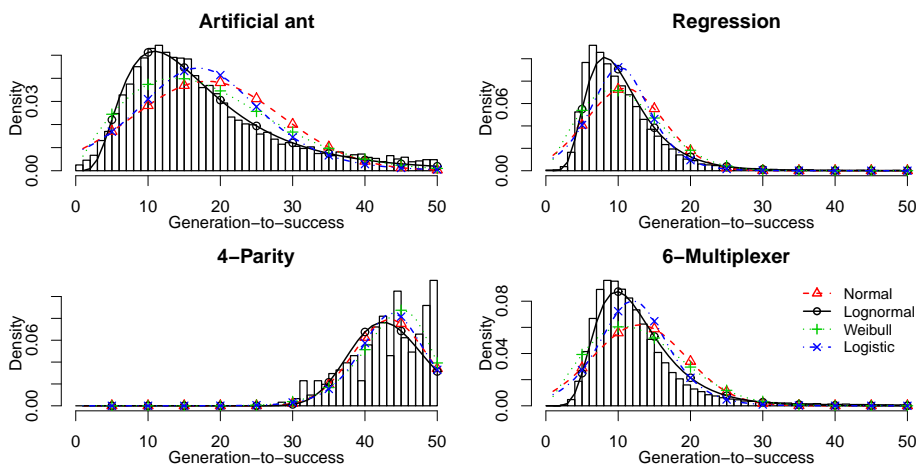 Artificial ant
Density
0.00 0.03
0 10 20 30 40 50
Generation−to−success
Regression
Density
0.00 0.06
0 10 20 30 40 50
Generation−to−success
4−Parity
Density
0.00 0.06
0 10 20 30 40 50
Generation−to−success
6−Multiplexer
Density
0.00 0.04 0.08
0 10 20 30 40 50
Generation−to−success
Normal
Lognormal
Weibull
Logistic